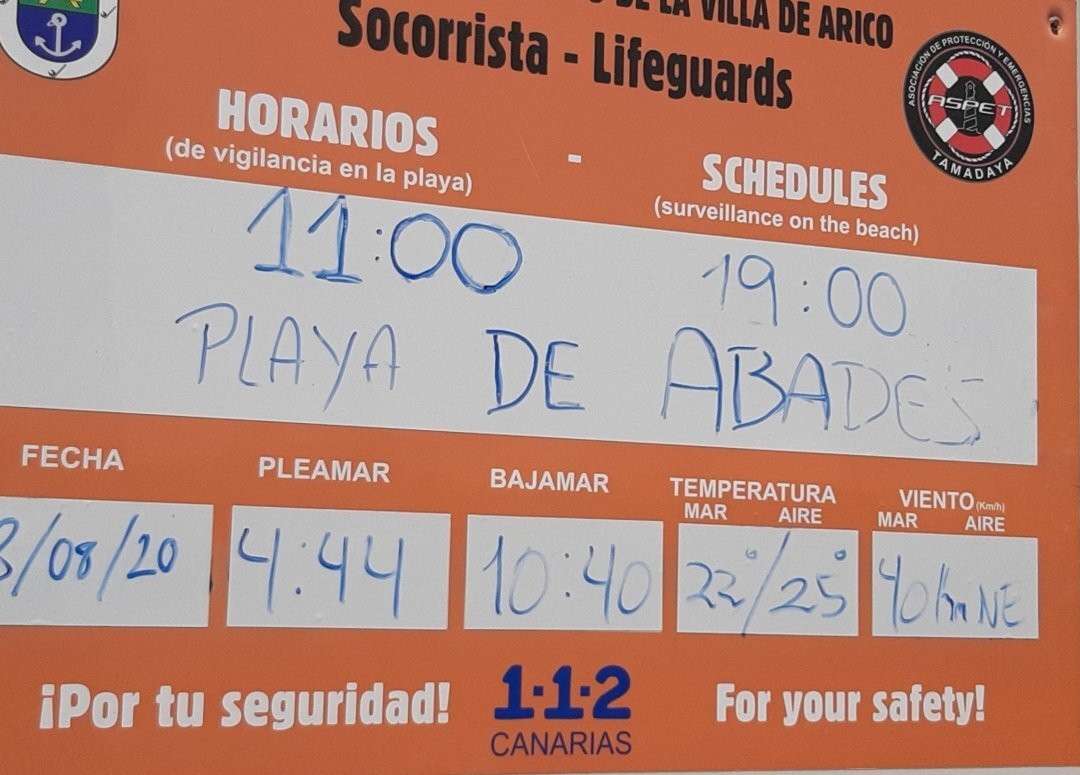 DE LA VILLA DE ARICO
Socorrista - Lifeguards
ASOCIACIÓN DE PROTECCIÓN Y EMERGENCIAS
ASPET
TAMADAYA
HORARIOS - SCHEDULES
(de vigilancia en la playa) (surveillance on the beach)
11:00 19:00
PLAYA DE ABADES
FECHA PLEAMAR BAJAMAR TEMPERATURA VIENTO (Km/h)
MAR AIRE MAR AIRE
3/08/20 4:44 10:40 22°/25° 40 Km NE
¡Por tu seguridad! 1·1·2 For your safety!
CANARIAS